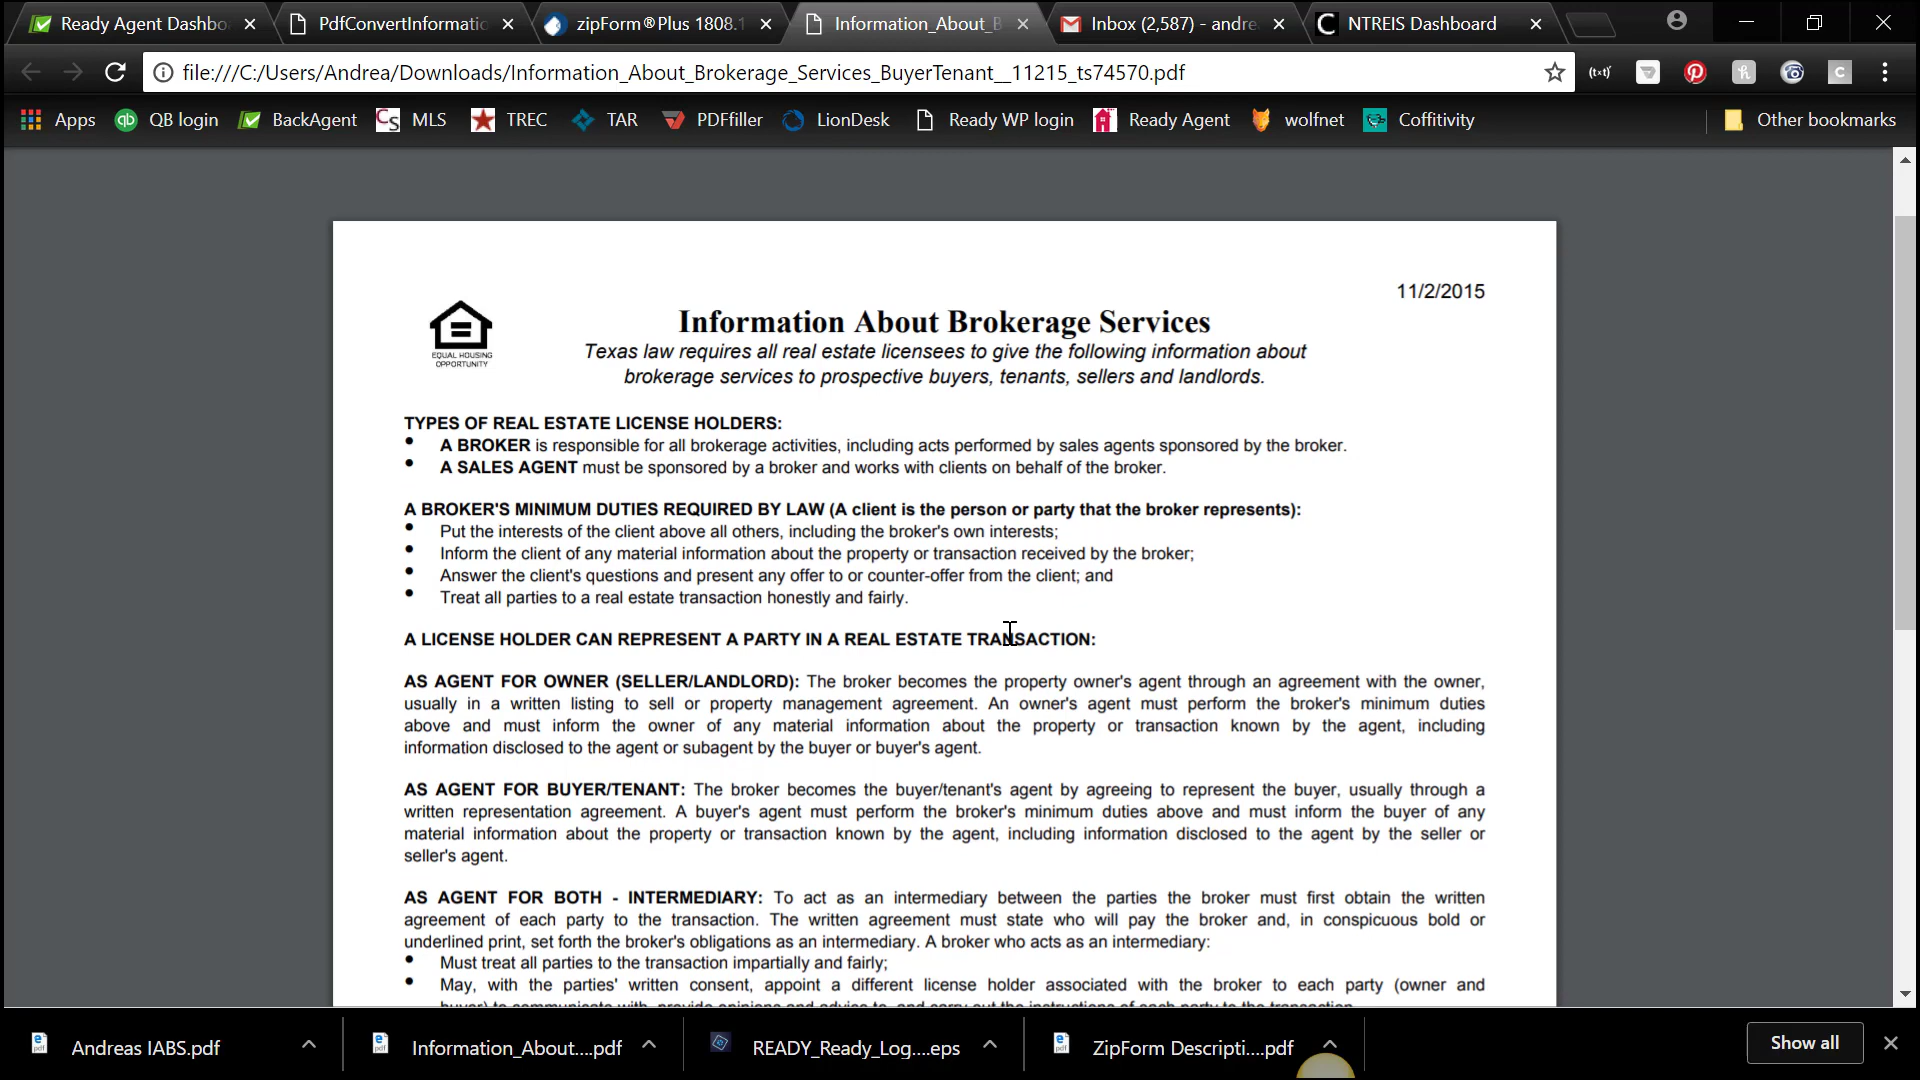 Ready Agent Dashbo
PdfConvertInformatio
zipForm®Plus 1808.1
Information_About_B
Inbox (2,587) - andre
NTREIS Dashboard
file:///C:/Users/Andrea/Downloads/Information_About_Brokerage_Services_BuyerTenant__11215_ts74570.pdf
Apps
QB login
BackAgent
MLS
TREC
TAR
PDFfiller
LionDesk
Ready WP login
Ready Agent
wolfnet
Coffitivity
Other bookmarks
11/2/2015
EQUAL HOUSING
OPPORTUNITY
Information About Brokerage Services
Texas law requires all real estate licensees to give the following information about
brokerage services to prospective buyers, tenants, sellers and landlords.
TYPES OF REAL ESTATE LICENSE HOLDERS:
• A BROKER is responsible for all brokerage activities, including acts performed by sales agents sponsored by the broker.
• A SALES AGENT must be sponsored by a broker and works with clients on behalf of the broker.
A BROKER'S MINIMUM DUTIES REQUIRED BY LAW (A client is the person or party that the broker represents):
• Put the interests of the client above all others, including the broker's own interests;
• Inform the client of any material information about the property or transaction received by the broker;
• Answer the client's questions and present any offer to or counter-offer from the client; and
• Treat all parties to a real estate transaction honestly and fairly.
A LICENSE HOLDER CAN REPRESENT A PARTY IN A REAL ESTATE TRANSACTION:
AS AGENT FOR OWNER (SELLER/LANDLORD): The broker becomes the property owner's agent through an agreement with the owner,
usually in a written listing to sell or property management agreement. An owner's agent must perform the broker's minimum duties
above and must inform the owner of any material information about the property or transaction known by the agent, including
information disclosed to the agent or subagent by the buyer or buyer's agent.
AS AGENT FOR BUYER/TENANT: The broker becomes the buyer/tenant's agent by agreeing to represent the buyer, usually through a
written representation agreement. A buyer's agent must perform the broker's minimum duties above and must inform the buyer of any
material information about the property or transaction known by the agent, including information disclosed to the agent by the seller or
seller's agent.
AS AGENT FOR BOTH - INTERMEDIARY: To act as an intermediary between the parties the broker must first obtain the written
agreement of each party to the transaction. The written agreement must state who will pay the broker and, in conspicuous bold or
underlined print, set forth the broker's obligations as an intermediary. A broker who acts as an intermediary:
• Must treat all parties to the transaction impartially and fairly;
• May, with the parties' written consent, appoint a different license holder associated with the broker to each party (owner and
buyer) to communicate with, provide opinions and advice to, and carry out the instructions of each party to the transaction.
Andreas IABS.pdf
Information_About....pdf
READY_Ready_Log....eps
ZipForm Descripti....pdf
Show all